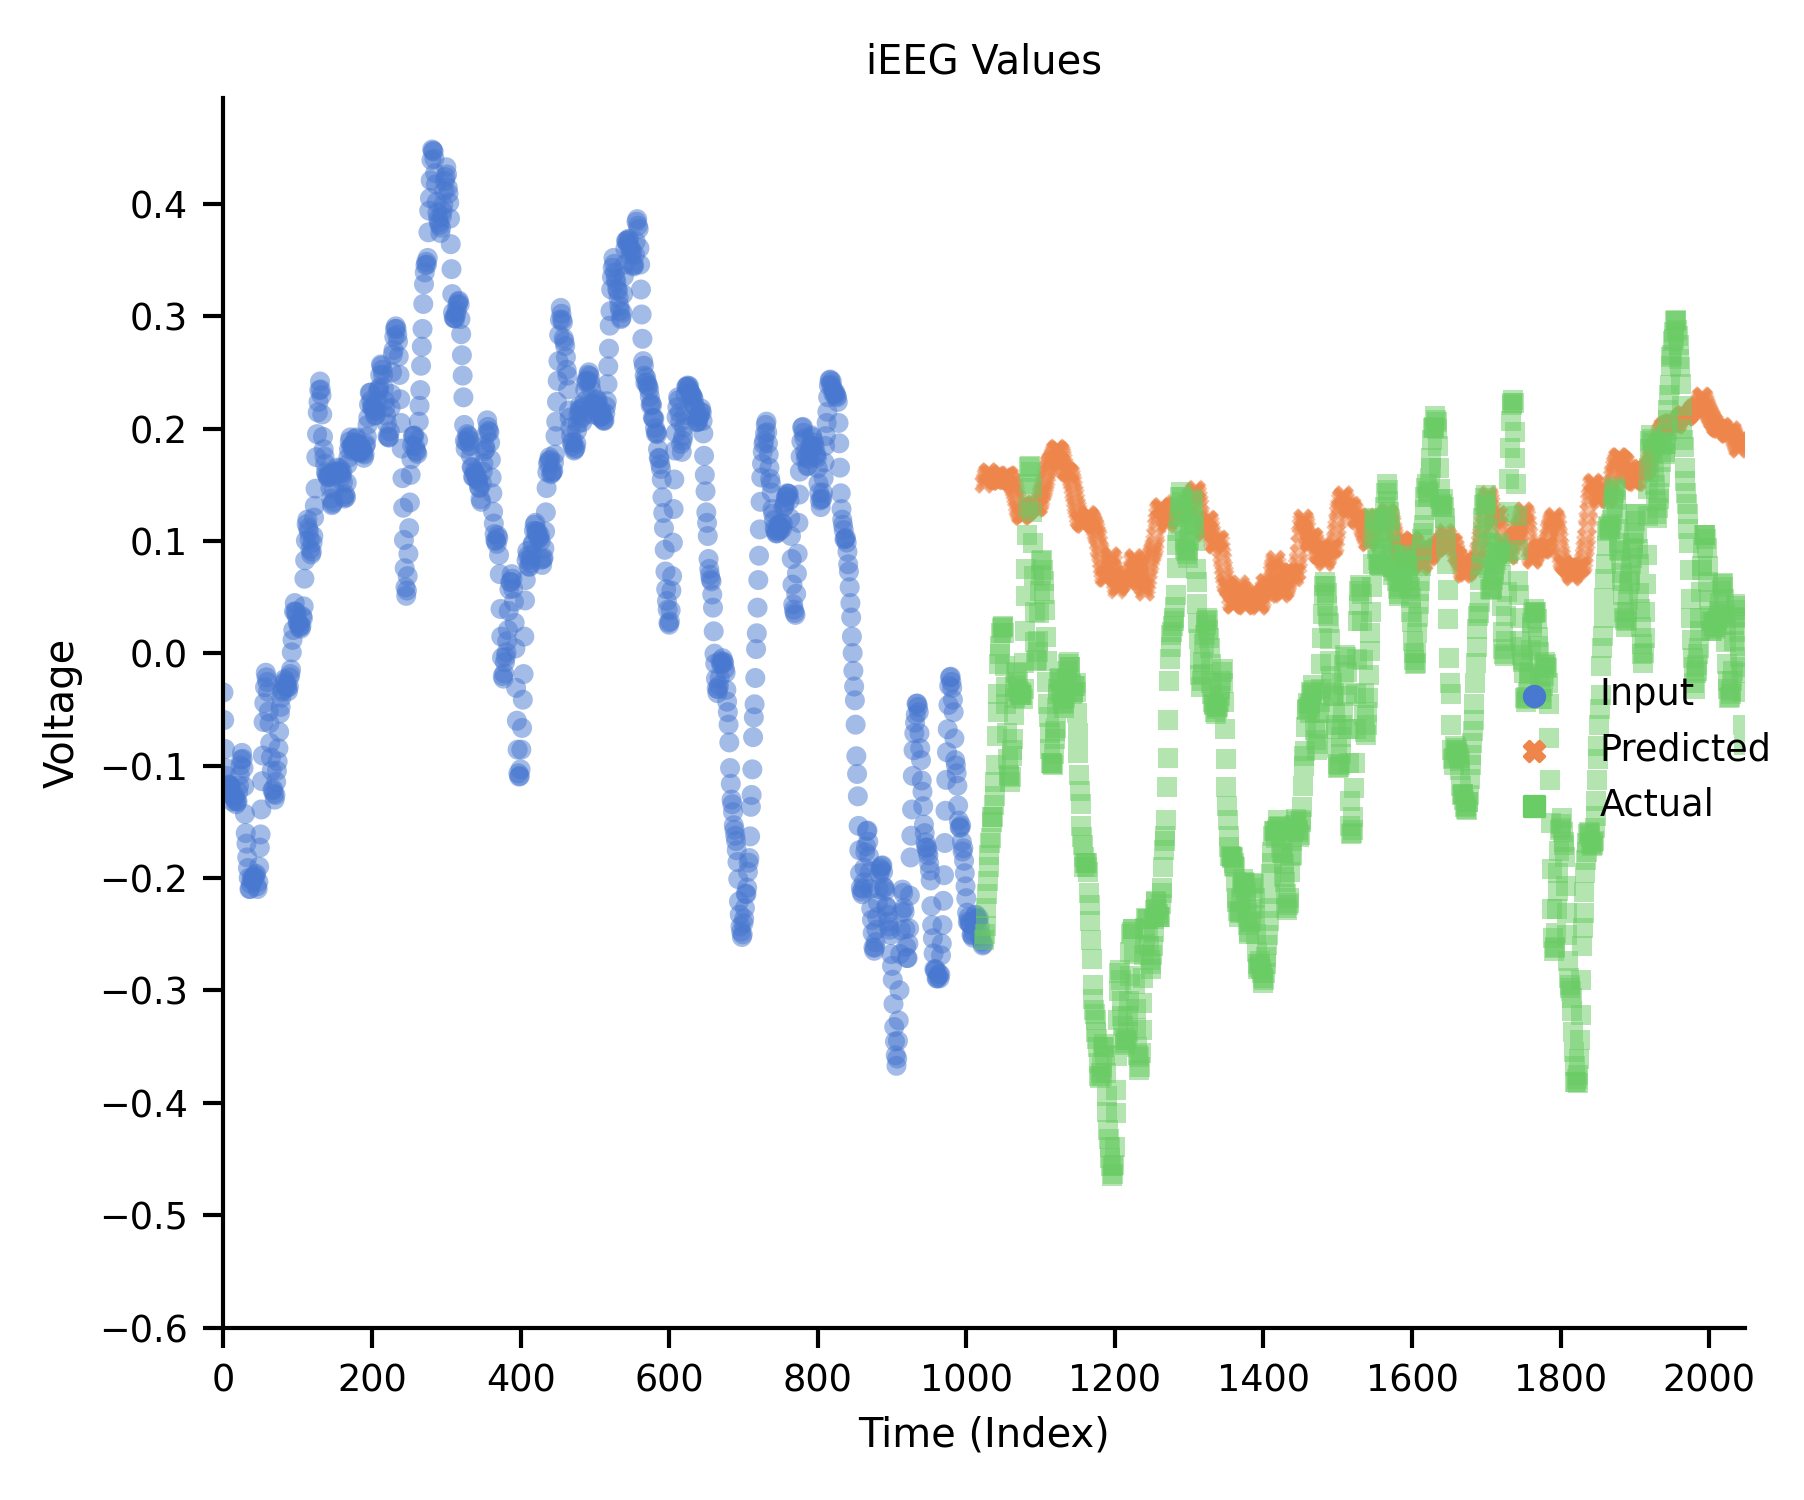 iEEG Values
Voltage
0.4
0.3
0.2
0.1
0.0
−0.1
−0.2
−0.3
−0.4
−0.5
−0.6
0 200 400 600 800 1000 1200 1400 1600 1800 2000
Time (Index)
Input
Predicted
Actual